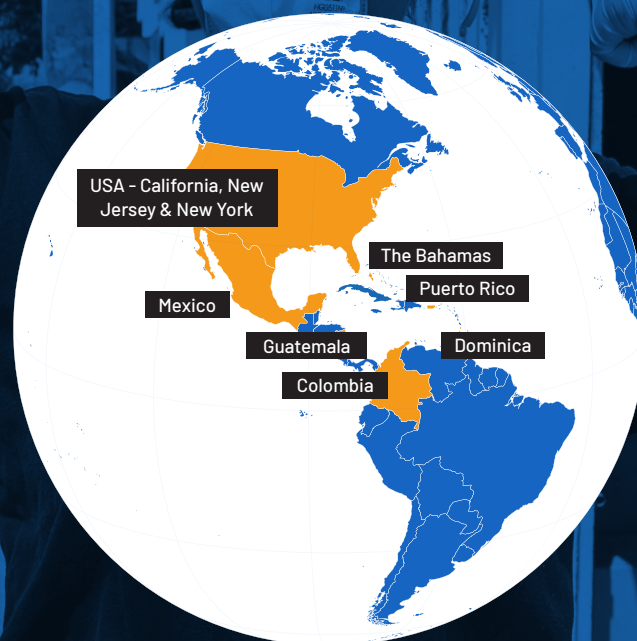 USA - California, New
Jersey & New York
The Bahamas
Puerto Rico
Mexico
Guatemala
Dominica
Colombia